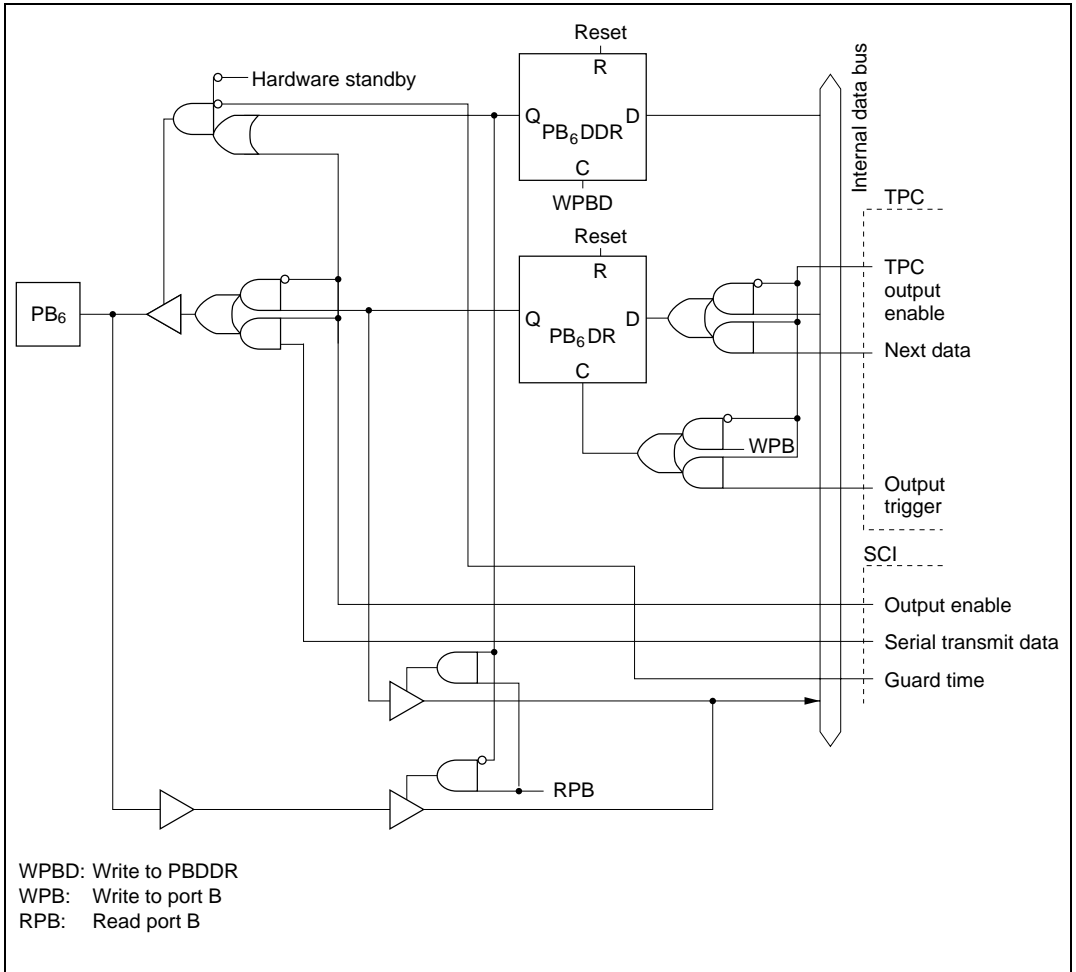 Reset
R
Hardware standby
Q
PB6DDR
D
C
WPBD
Internal data bus
TPC
Reset
R
TPC
output
enable
PB6
Q
PB6DR
D
C
Next data
WPB
Output
trigger
SCI
Output enable
Serial transmit data
Guard time
RPB
WPBD: Write to PBDDR
WPB: Write to port B
RPB: Read port B